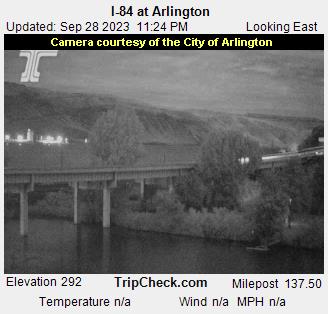 I-84 at Arlington
Updated: Sep 28 2023 11:24 PM Looking East
Camera courtesy of the City of Arlington
Elevation 292 TripCheck.com Milepost 137.50
Temperature n/a Wind n/a MPH n/a